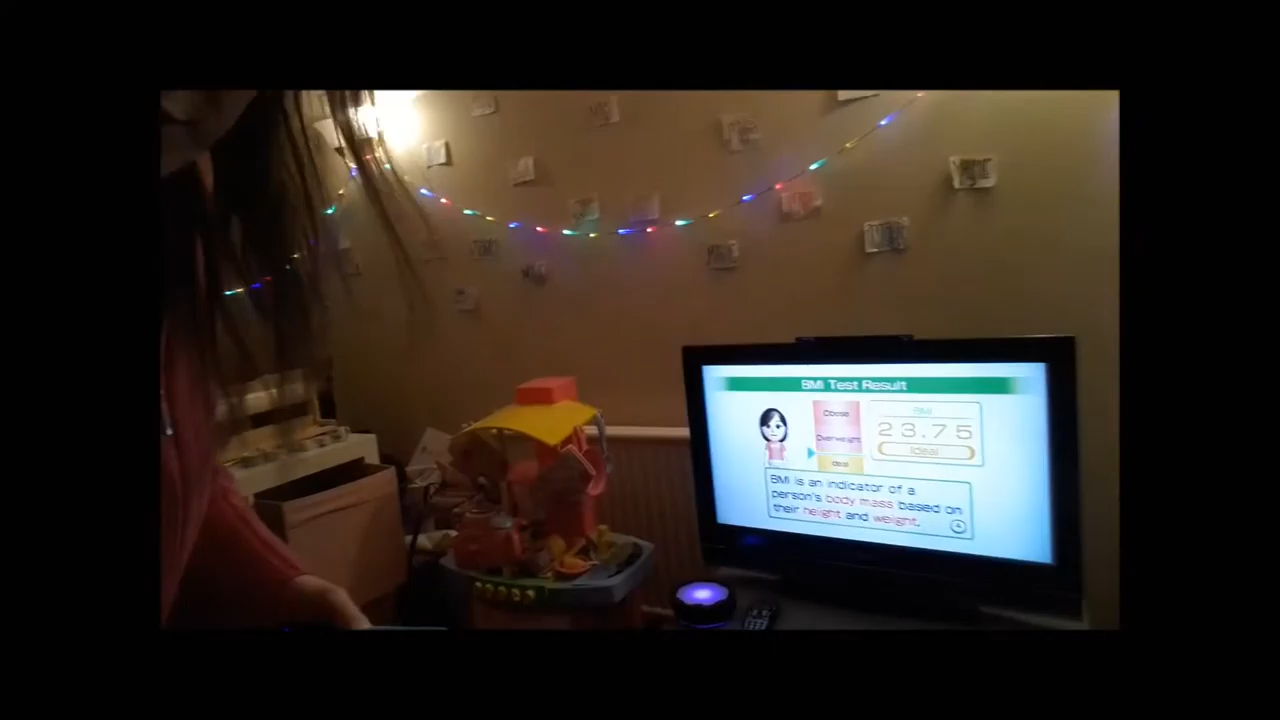 BMI Test Result
Obese
Overweight
Ideal
BMI
23.75
Ideal
BMI is an indicator of a
person's body mass based on
their height and weight.